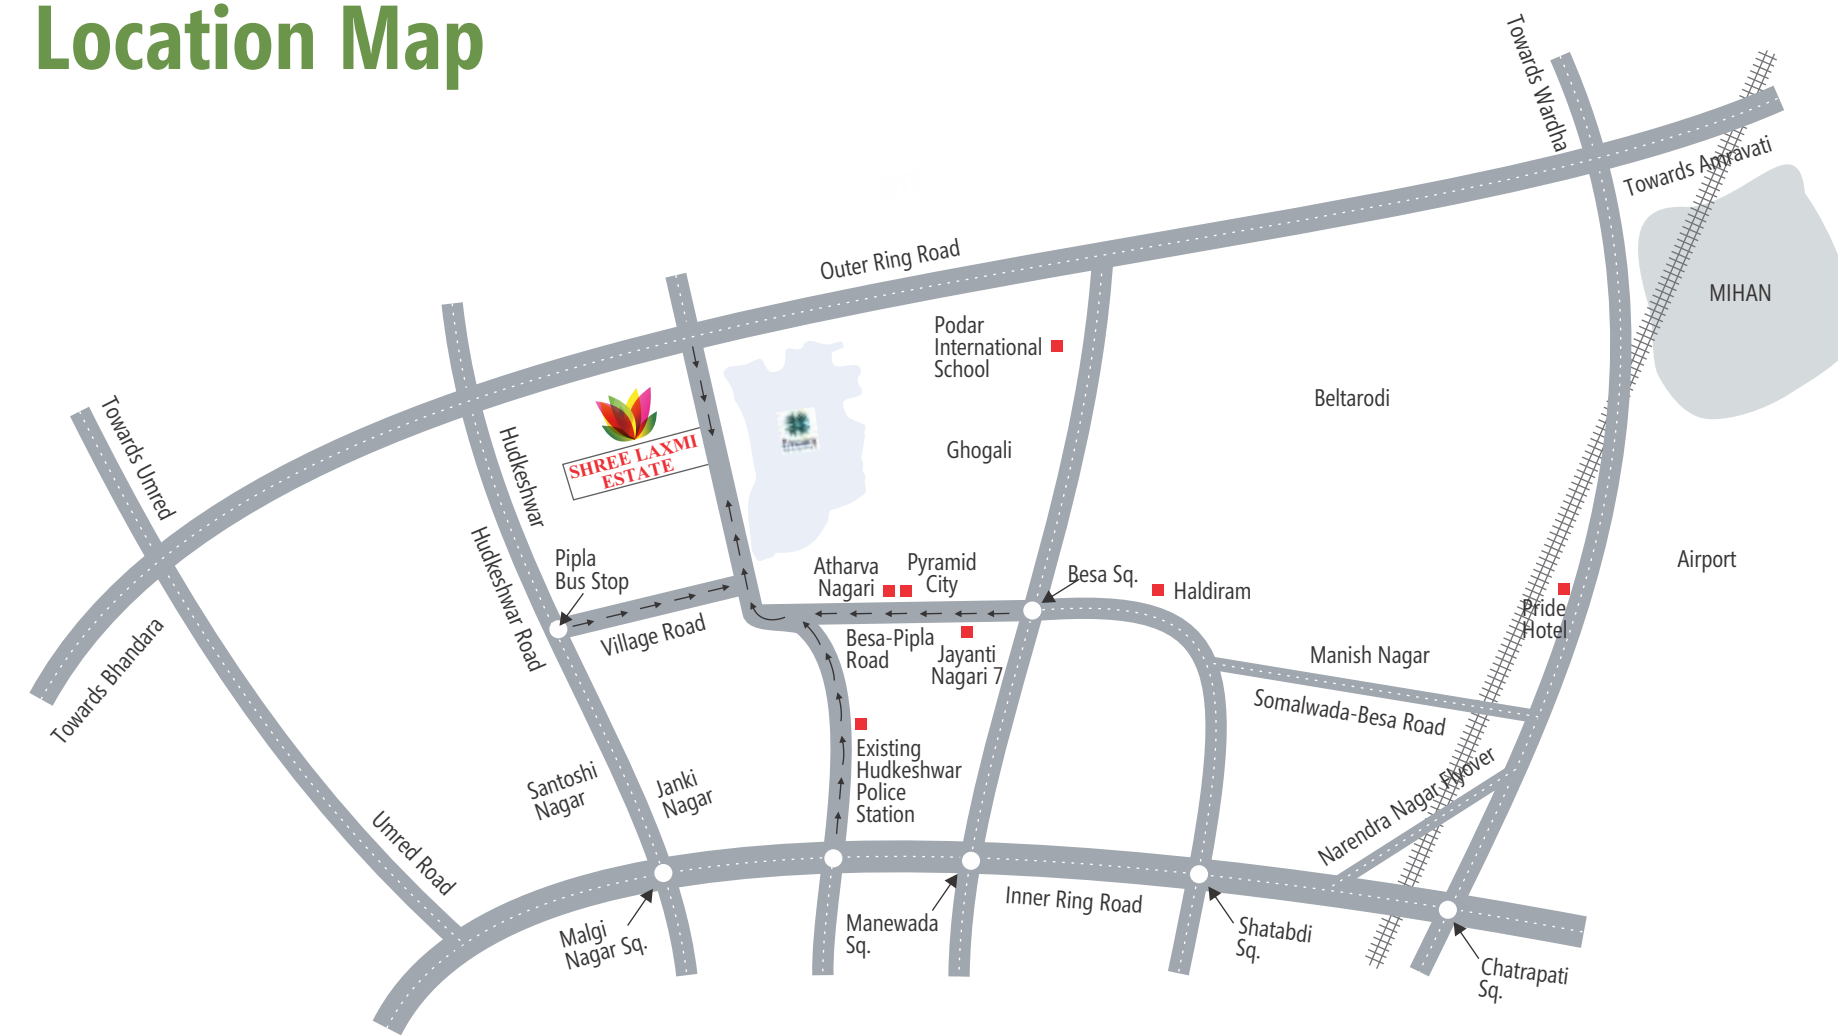 Location Map
Towards Wardha
Towards Amravati
MIHAN
Outer Ring Road
Podar
International
School
Beltarodi
Ghogali
SHREE LAXMI
ESTATE
Towards Umred
Hudkeshwar
Hudkeshwar Road
Pipla
Bus Stop
Village Road
Atharva
Nagari
Pyramid
City
Besa Sq.
Haldiram
Airport
Pride
Hotel
Besa-Pipla
Road
Jayanti
Nagari 7
Manish Nagar
Somalwada-Besa Road
Towards Bhandara
Existing
Hudkeshwar
Police
Station
Santoshi
Nagar
Janki
Nagar
Narendra Nagar Flyover
Umred Road
Inner Ring Road
Malgi
Nagar Sq.
Manewada
Sq.
Shatabdi
Sq.
Chatrapati
Sq.